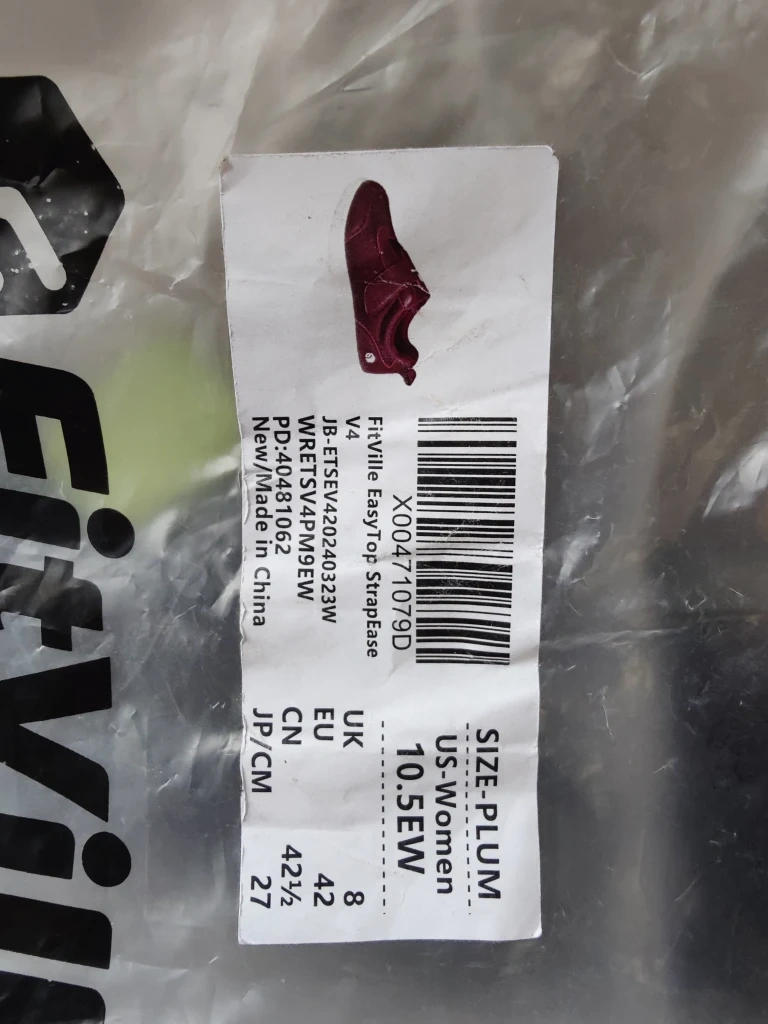 FitVill
X00471079D
FitVille EasyTop StrapEase
V4
JB-ETSEV420240323W
WRETSV4PM9EW
PD:40481062
New/Made in China
SIZE-PLUM
US-Women
10.5EW
UK 8
EU 42
CN 42½
JP/CM 27